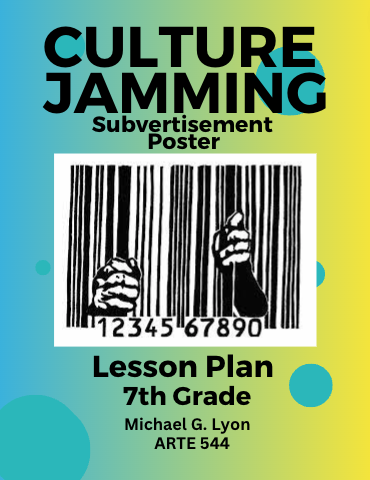 CULTURE
JAMMING
Subvertisement
Poster
12345 67890
Lesson Plan
7th Grade
Michael G. Lyon
ARTE 544